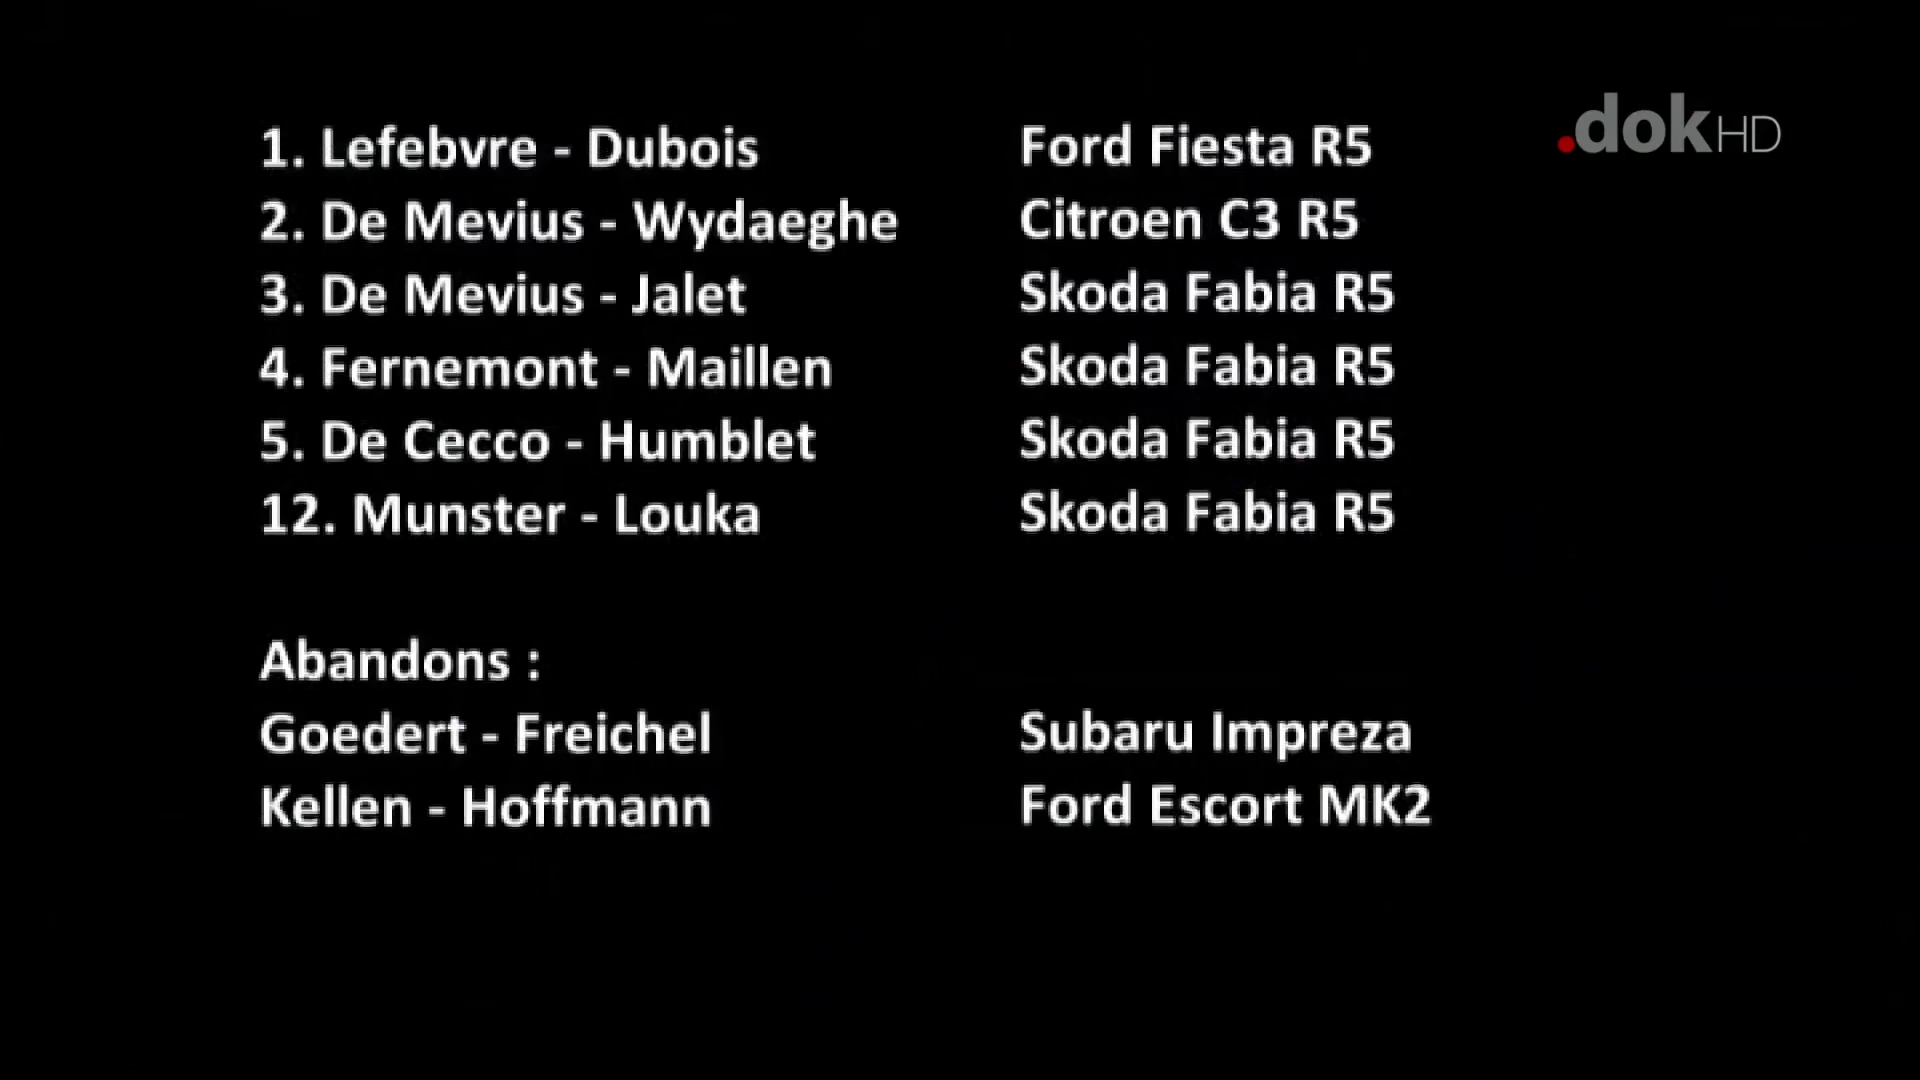 .dok HD
1. Lefebvre - Dubois Ford Fiesta R5
2. De Mevius - Wydaeghe Citroen C3 R5
3. De Mevius - Jalet Skoda Fabia R5
4. Fernemont - Maillen Skoda Fabia R5
5. De Cecco - Humblet Skoda Fabia R5
12. Munster - Louka Skoda Fabia R5
Abandons :
Goedert - Freichel Subaru Impreza
Kellen - Hoffmann Ford Escort MK2